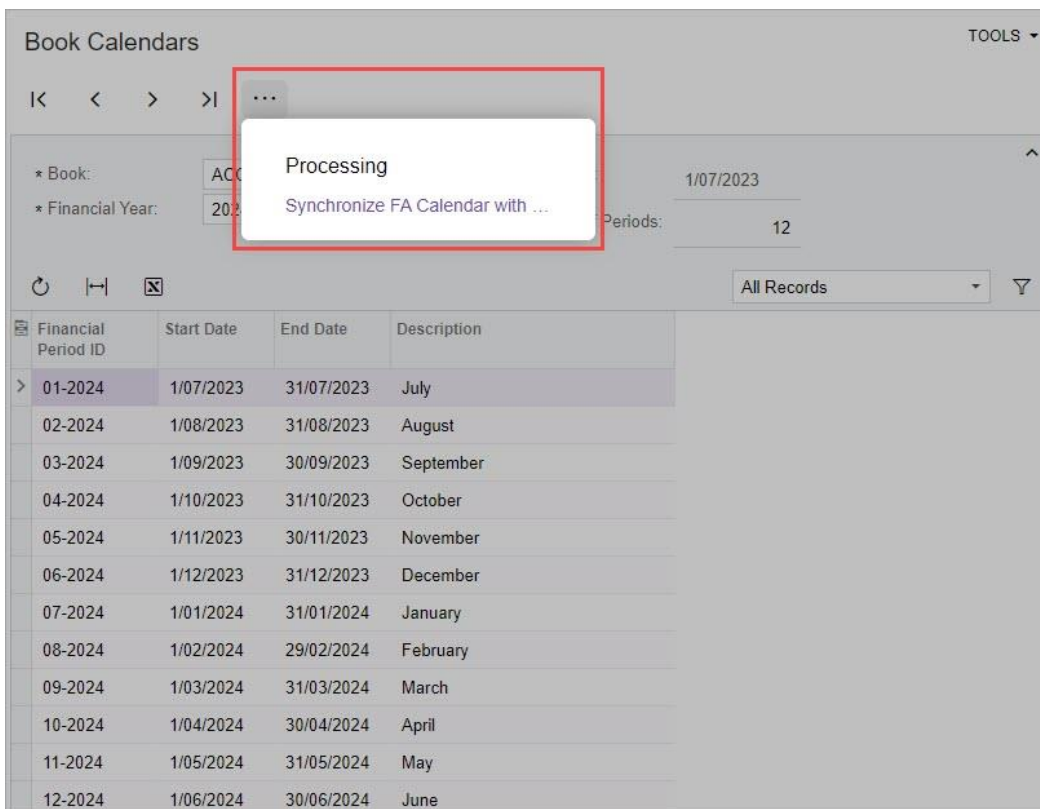 Book Calendars
TOOLS
...
Processing
Synchronize FA Calendar with ...
* Book:
1/07/2023
* Financial Year:
Periods:
12
All Records
Financial Period ID Start Date End Date Description
01-2024 1/07/2023 31/07/2023 July
02-2024 1/08/2023 31/08/2023 August
03-2024 1/09/2023 30/09/2023 September
04-2024 1/10/2023 31/10/2023 October
05-2024 1/11/2023 30/11/2023 November
06-2024 1/12/2023 31/12/2023 December
07-2024 1/01/2024 31/01/2024 January
08-2024 1/02/2024 29/02/2024 February
09-2024 1/03/2024 31/03/2024 March
10-2024 1/04/2024 30/04/2024 April
11-2024 1/05/2024 31/05/2024 May
12-2024 1/06/2024 30/06/2024 June